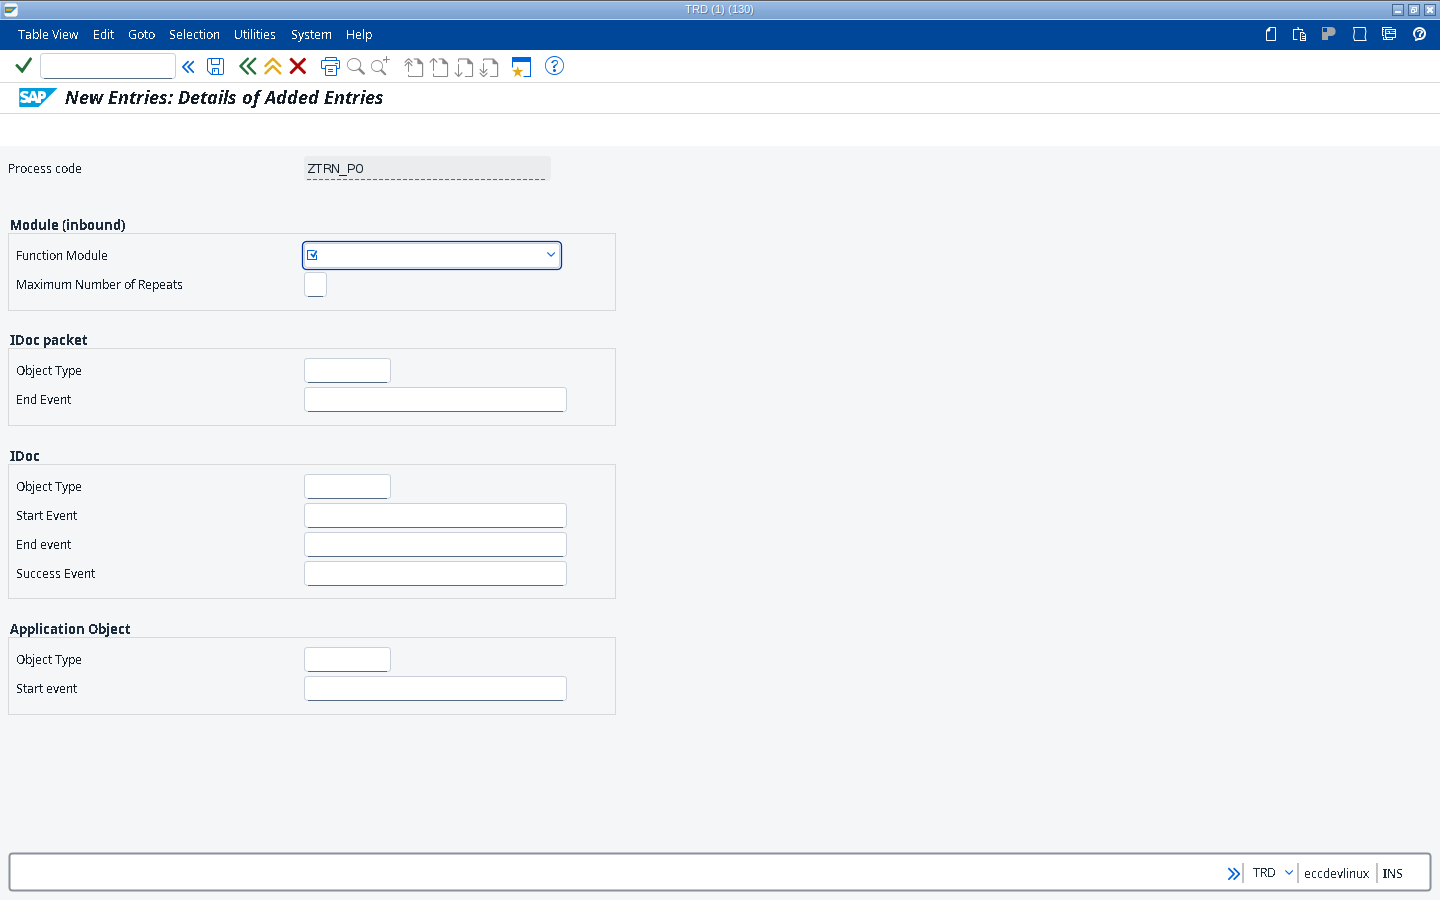 TRD (1) (130)
Table View Edit Goto Selection Utilities System Help
SAP New Entries: Details of Added Entries
Process code ZTRN_PO
Module (inbound)
Function Module
Maximum Number of Repeats
IDoc packet
Object Type
End Event
IDoc
Object Type
Start Event
End event
Success Event
Application Object
Object Type
Start event
TRD eccdevlinux INS